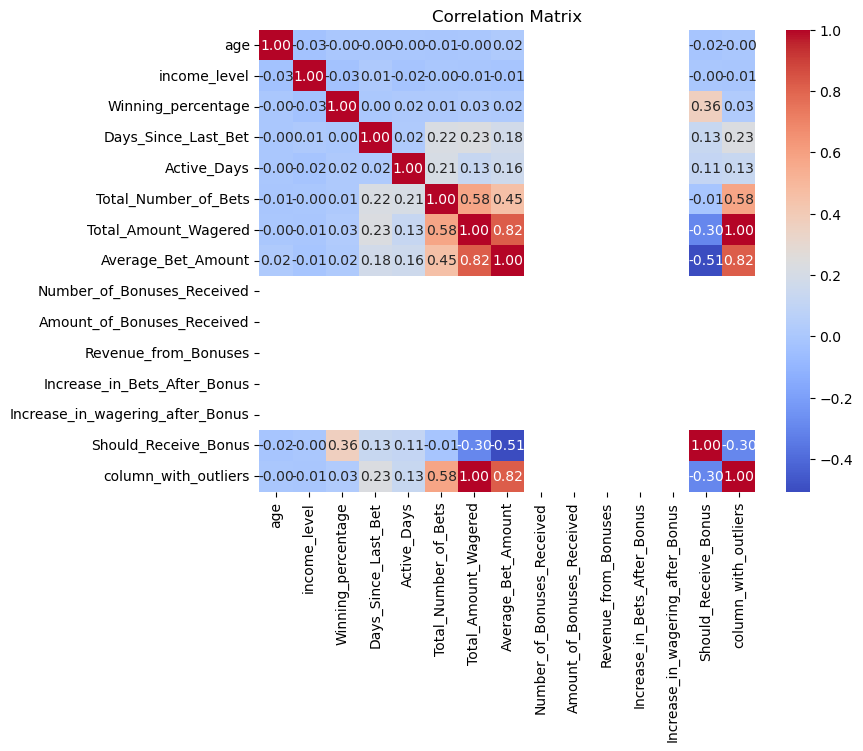 Correlation Matrix
age 1.00 -0.03 -0.00 -0.00 -0.00 -0.01 -0.00 0.02 -0.02 -0.00
income_level -0.03 1.00 -0.03 0.01 -0.02 -0.00 -0.01 -0.01 -0.00 -0.01
Winning_percentage -0.00 -0.03 1.00 0.00 0.02 0.01 0.03 0.02 0.36 0.03
Days_Since_Last_Bet -0.00 0.01 0.00 1.00 0.02 0.22 0.23 0.18 0.13 0.23
Active_Days -0.00 -0.02 0.02 0.02 1.00 0.21 0.13 0.16 0.11 0.13
Total_Number_of_Bets -0.01 -0.00 0.01 0.22 0.21 1.00 0.58 0.45 -0.01 0.58
Total_Amount_Wagered -0.00 -0.01 0.03 0.23 0.13 0.58 1.00 0.82 -0.30 1.00
Average_Bet_Amount 0.02 -0.01 0.02 0.18 0.16 0.45 0.82 1.00 -0.51 0.82
Number_of_Bonuses_Received
Amount_of_Bonuses_Received
Revenue_from_Bonuses
Increase_in_Bets_After_Bonus
Increase_in_wagering_after_Bonus
Should_Receive_Bonus -0.02 -0.00 0.36 0.13 0.11 -0.01 -0.30 -0.51 1.00 -0.30
column_with_outliers -0.00 -0.01 0.03 0.23 0.13 0.58 1.00 0.82 -0.30 1.00
age
income_level
Winning_percentage
Days_Since_Last_Bet
Active_Days
Total_Number_of_Bets
Total_Amount_Wagered
Average_Bet_Amount
Number_of_Bonuses_Received
Amount_of_Bonuses_Received
Revenue_from_Bonuses
Increase_in_Bets_After_Bonus
Increase_in_wagering_after_Bonus
Should_Receive_Bonus
column_with_outliers
1.0
0.8
0.6
0.4
0.2
0.0
−0.2
−0.4